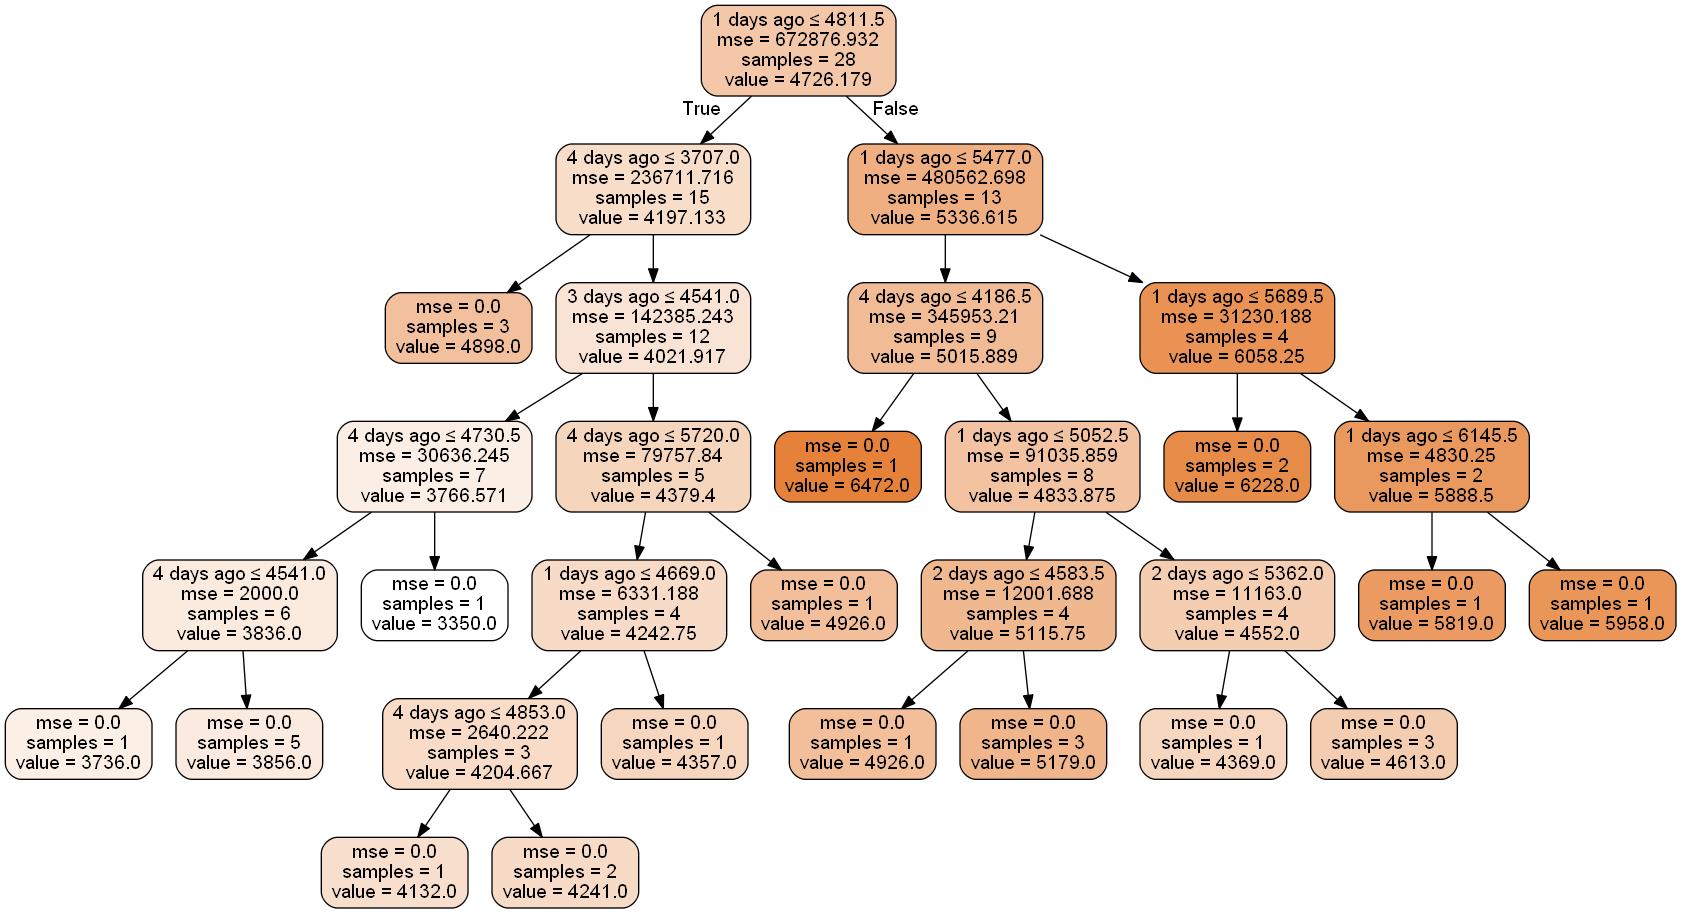 1 days ago ≤ 4811.5
mse = 672876.932
samples = 28
value = 4726.179
True
False
4 days ago ≤ 3707.0
mse = 236711.716
samples = 15
value = 4197.133
1 days ago ≤ 5477.0
mse = 480562.698
samples = 13
value = 5336.615
mse = 0.0
samples = 3
value = 4898.0
3 days ago ≤ 4541.0
mse = 142385.243
samples = 12
value = 4021.917
4 days ago ≤ 4186.5
mse = 345953.21
samples = 9
value = 5015.889
1 days ago ≤ 5689.5
mse = 31230.188
samples = 4
value = 6058.25
4 days ago ≤ 4730.5
mse = 30636.245
samples = 7
value = 3766.571
4 days ago ≤ 5720.0
mse = 79757.84
samples = 5
value = 4379.4
mse = 0.0
samples = 1
value = 6472.0
1 days ago ≤ 5052.5
mse = 91035.859
samples = 8
value = 4833.875
mse = 0.0
samples = 2
value = 6228.0
1 days ago ≤ 6145.5
mse = 4830.25
samples = 2
value = 5888.5
4 days ago ≤ 4541.0
mse = 2000.0
samples = 6
value = 3836.0
mse = 0.0
samples = 1
value = 3350.0
1 days ago ≤ 4669.0
mse = 6331.188
samples = 4
value = 4242.75
mse = 0.0
samples = 1
value = 4926.0
2 days ago ≤ 4583.5
mse = 12001.688
samples = 4
value = 5115.75
2 days ago ≤ 5362.0
mse = 11163.0
samples = 4
value = 4552.0
mse = 0.0
samples = 1
value = 5819.0
mse = 0.0
samples = 1
value = 5958.0
mse = 0.0
samples = 1
value = 3736.0
mse = 0.0
samples = 5
value = 3856.0
4 days ago ≤ 4853.0
mse = 2640.222
samples = 3
value = 4204.667
mse = 0.0
samples = 1
value = 4357.0
mse = 0.0
samples = 1
value = 4926.0
mse = 0.0
samples = 3
value = 5179.0
mse = 0.0
samples = 1
value = 4369.0
mse = 0.0
samples = 3
value = 4613.0
mse = 0.0
samples = 1
value = 4132.0
mse = 0.0
samples = 2
value = 4241.0